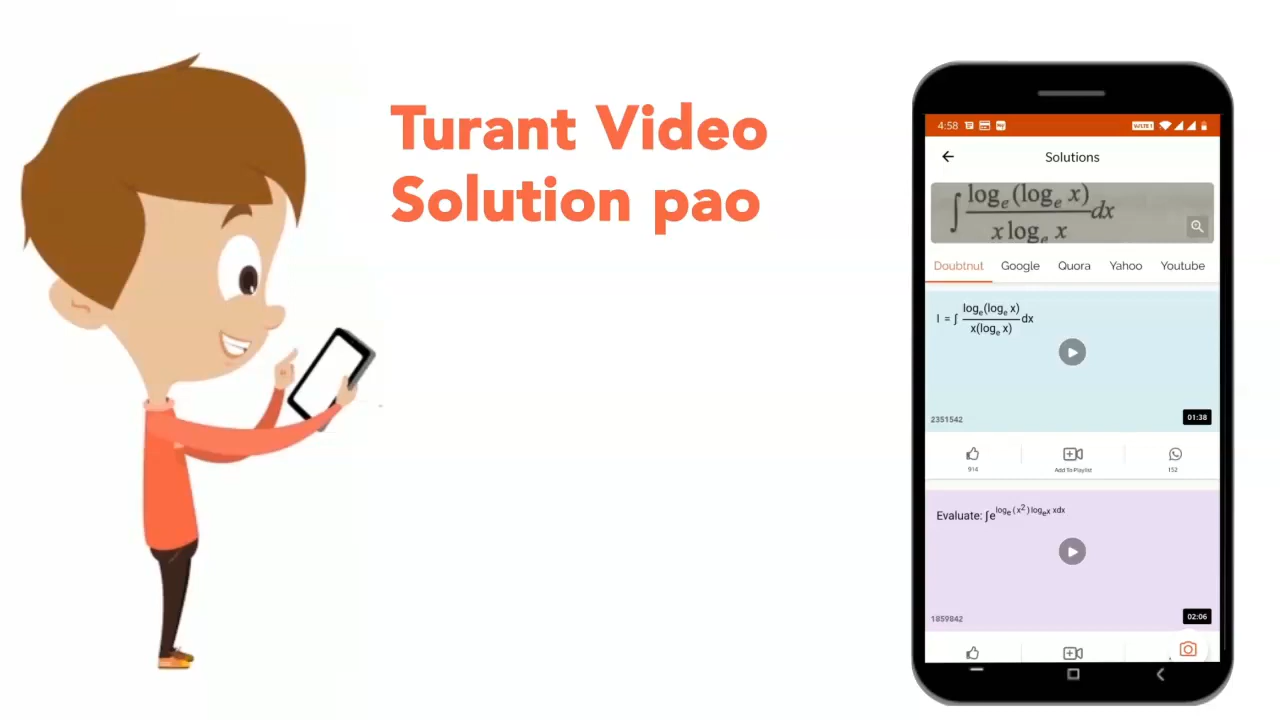 Turant Video
Solution pao
4:58
VoLTE1
Solutions
∫ logₑ(logₑ x) / x logₑ x dx
Doubtnut Google Quora Yahoo Youtube
I = ∫ logₑ(logₑ x) / x(logₑ x) dx
2351542 01:38
914 Add To Playlist 152
Evaluate: ∫e^logₑ(x²)logₑx xdx
1859842 02:06